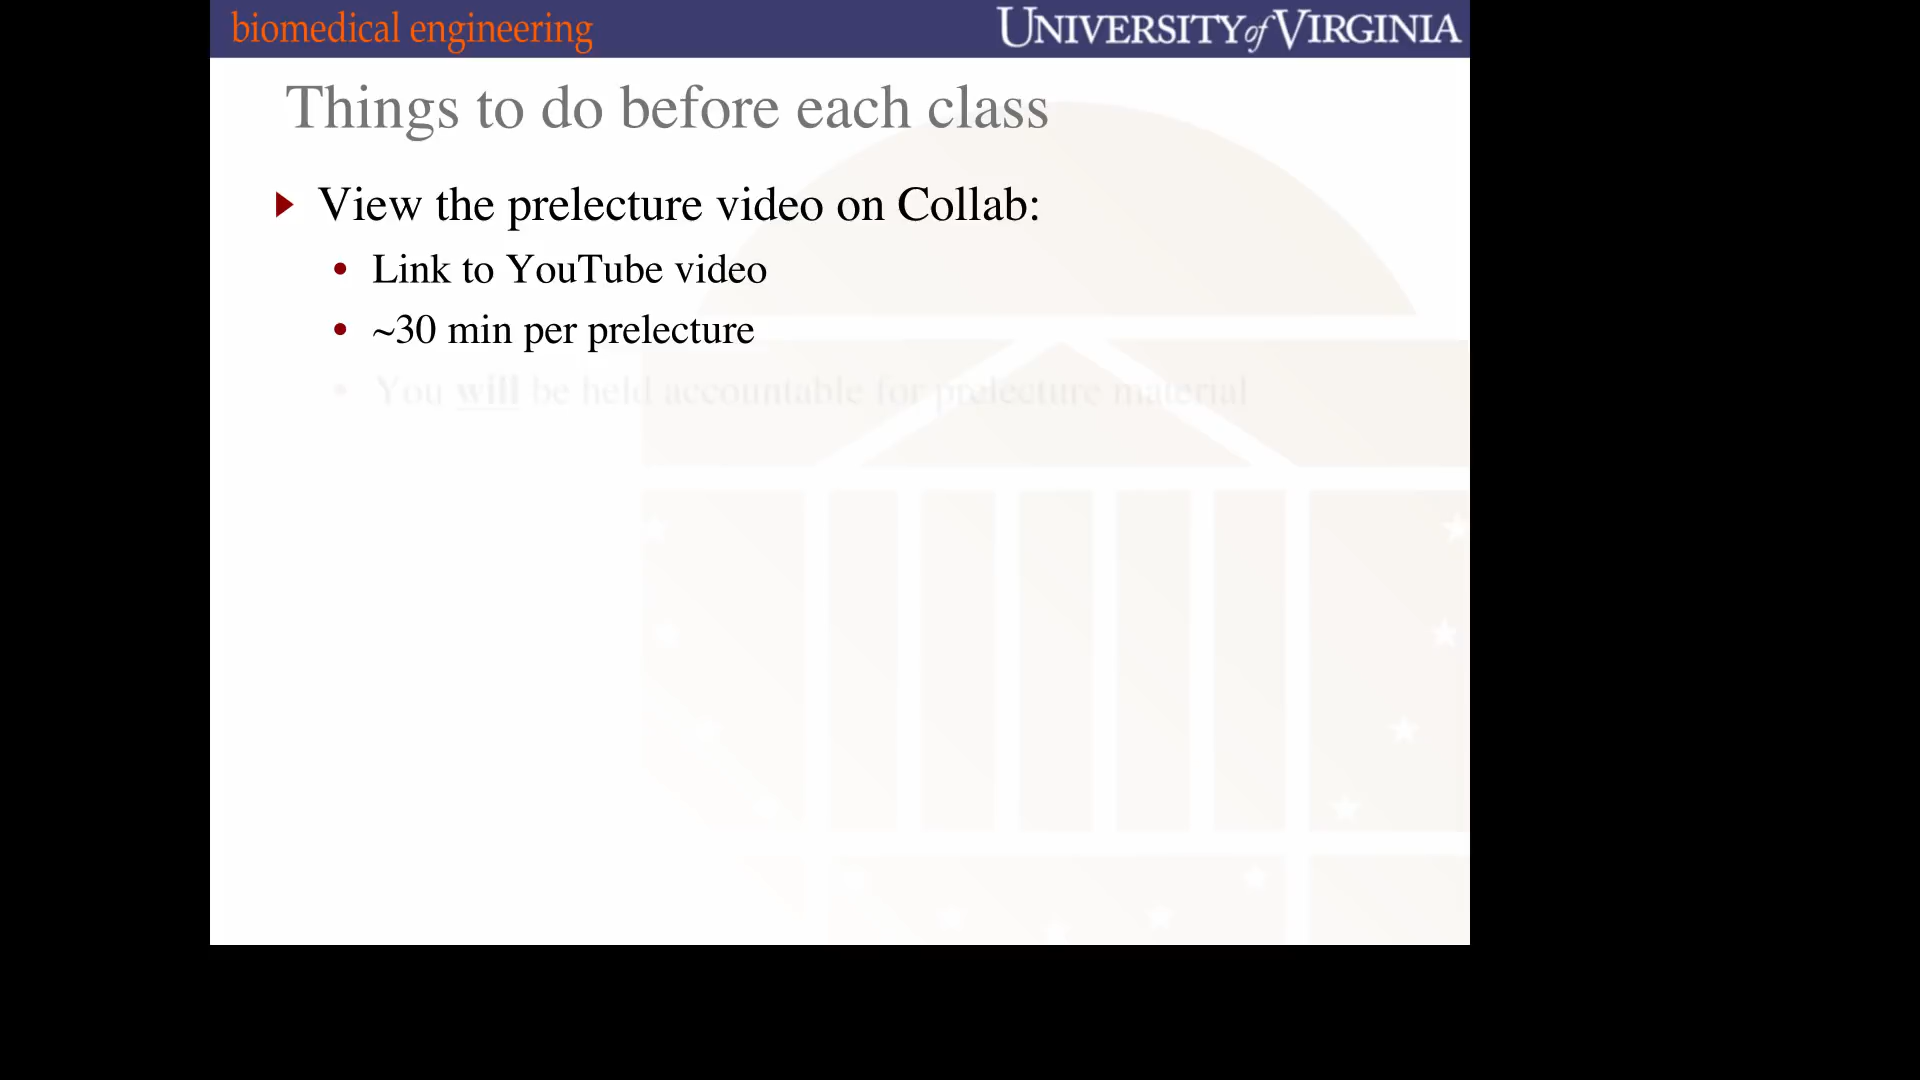 biomedical engineering
UNIVERSITY of VIRGINIA
Things to do before each class
View the prelecture video on Collab:
• Link to YouTube video
• ~30 min per prelecture
• You will be held accountable for prelecture material